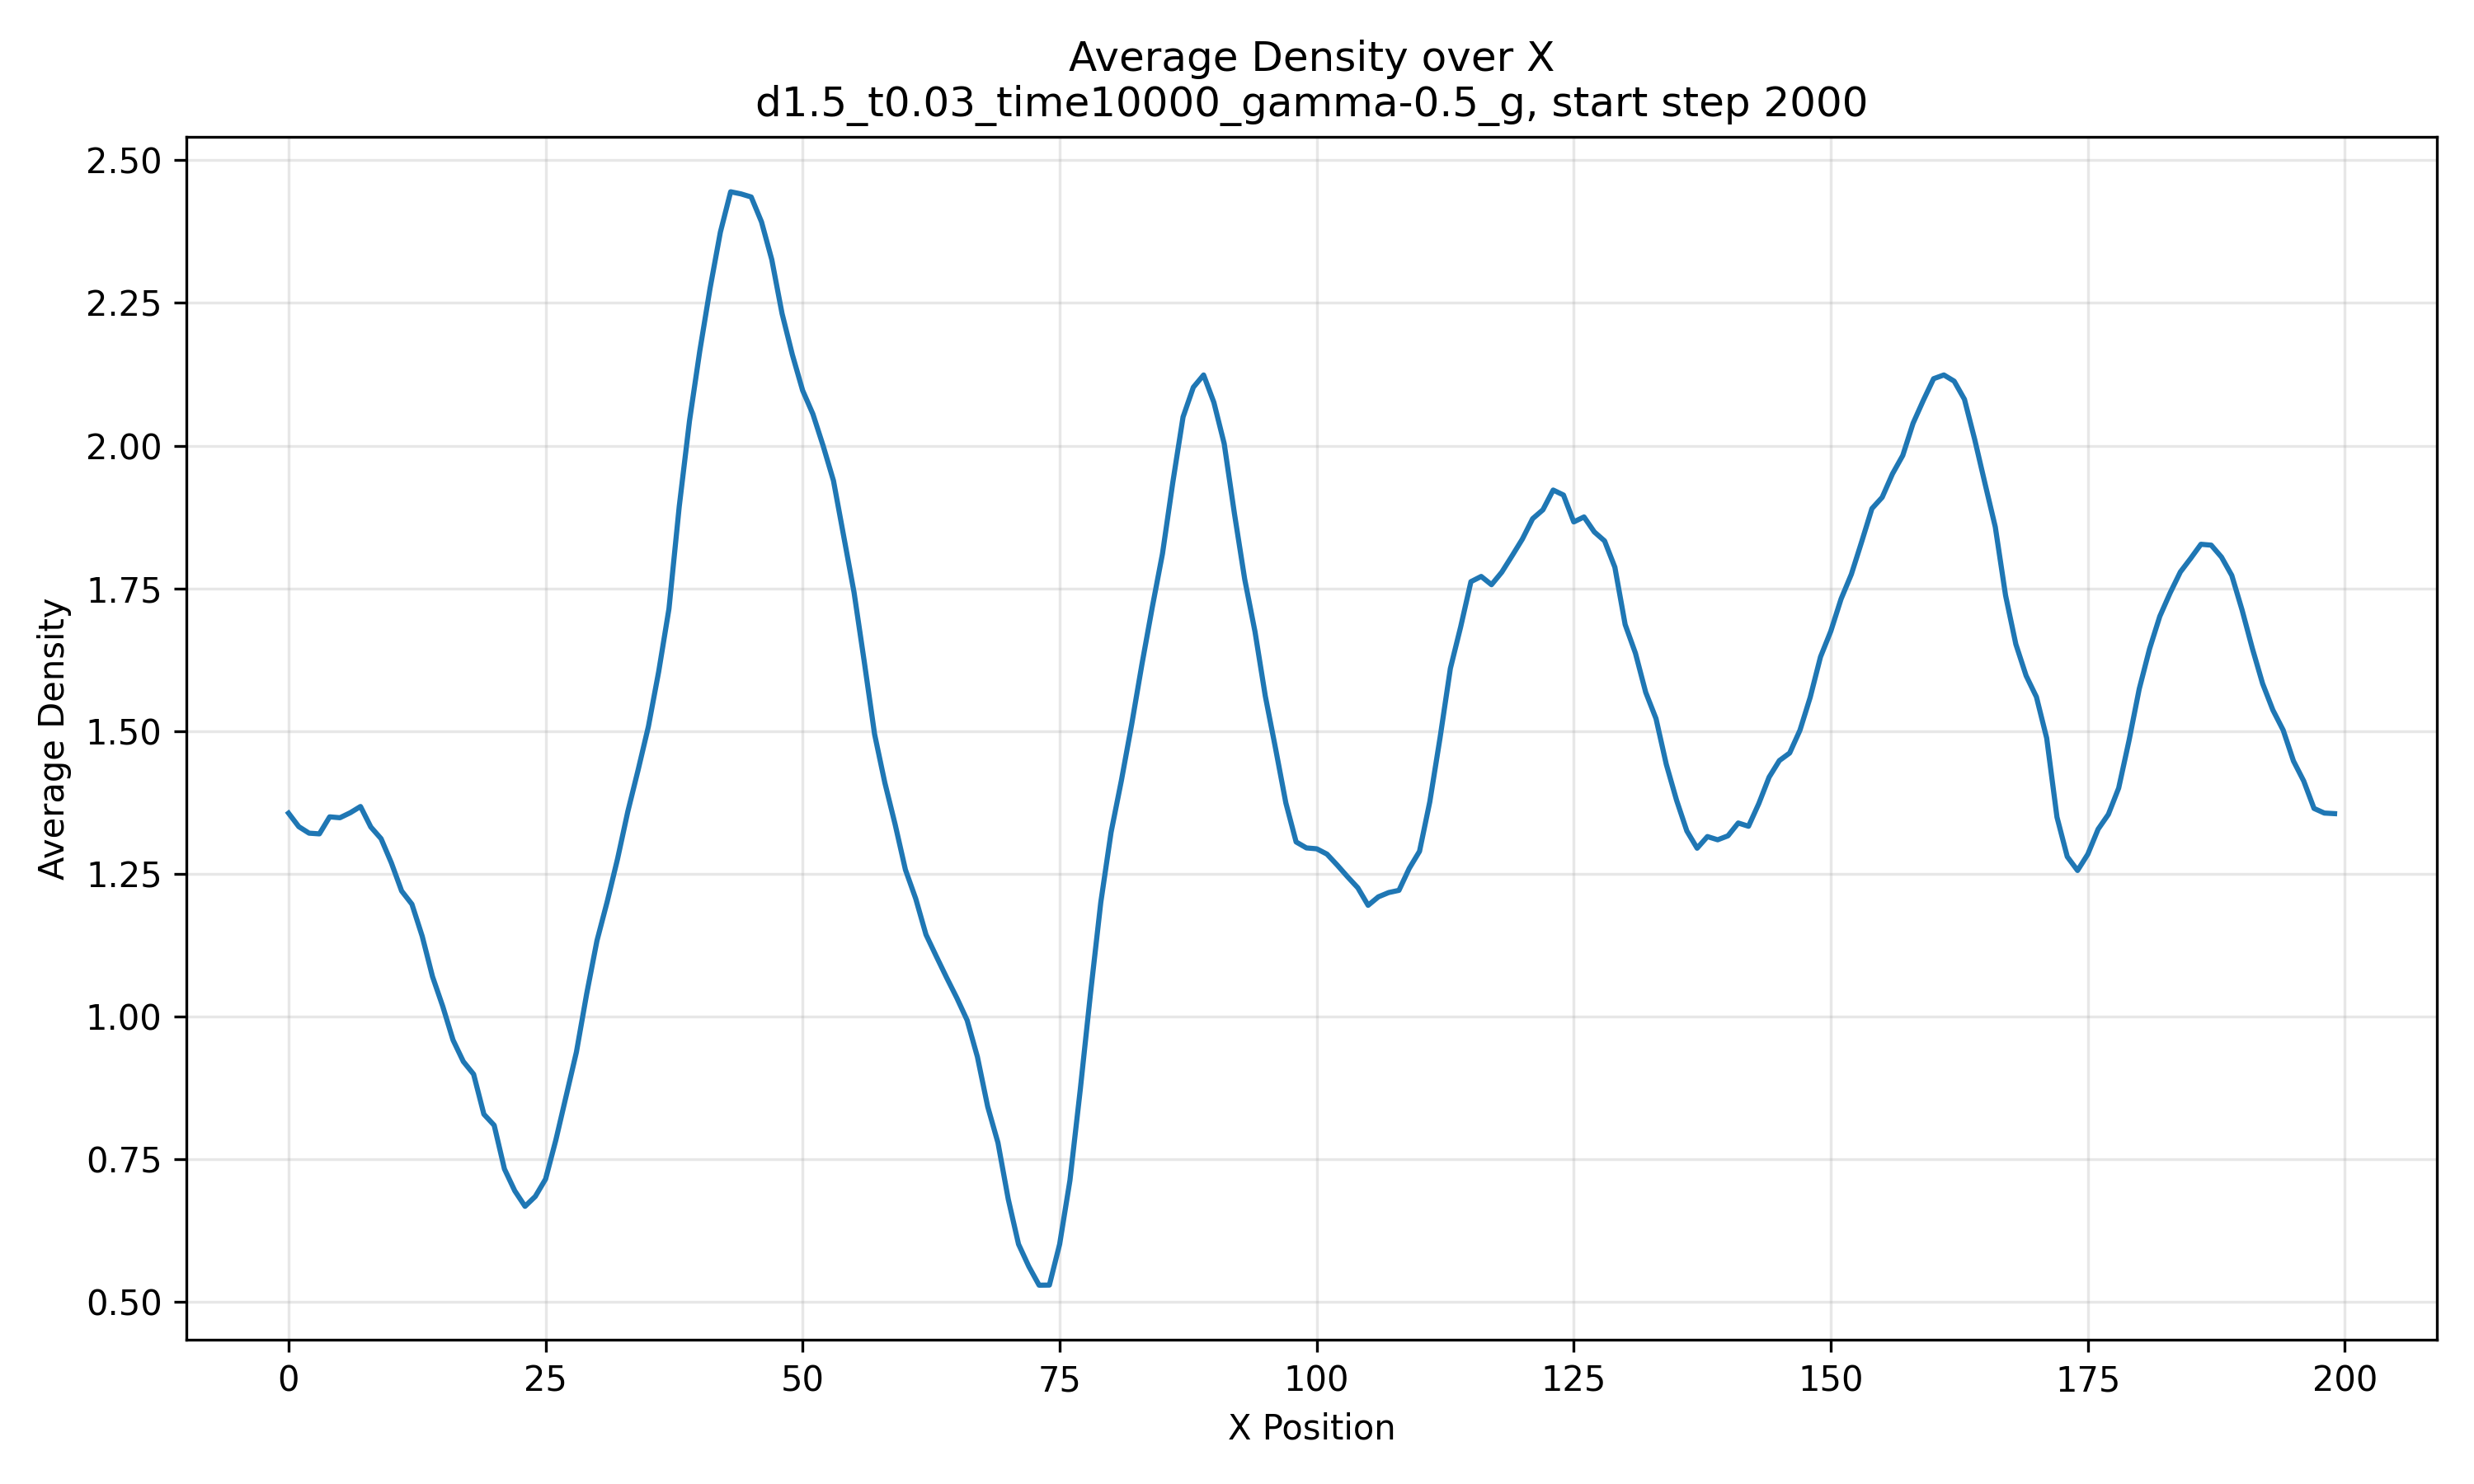 Average Density over X
d1.5_t0.03_time10000_gamma-0.5_g, start step 2000
Average Density
2.50
2.25
2.00
1.75
1.50
1.25
1.00
0.75
0.50
0 25 50 75 100 125 150 175 200
X Position